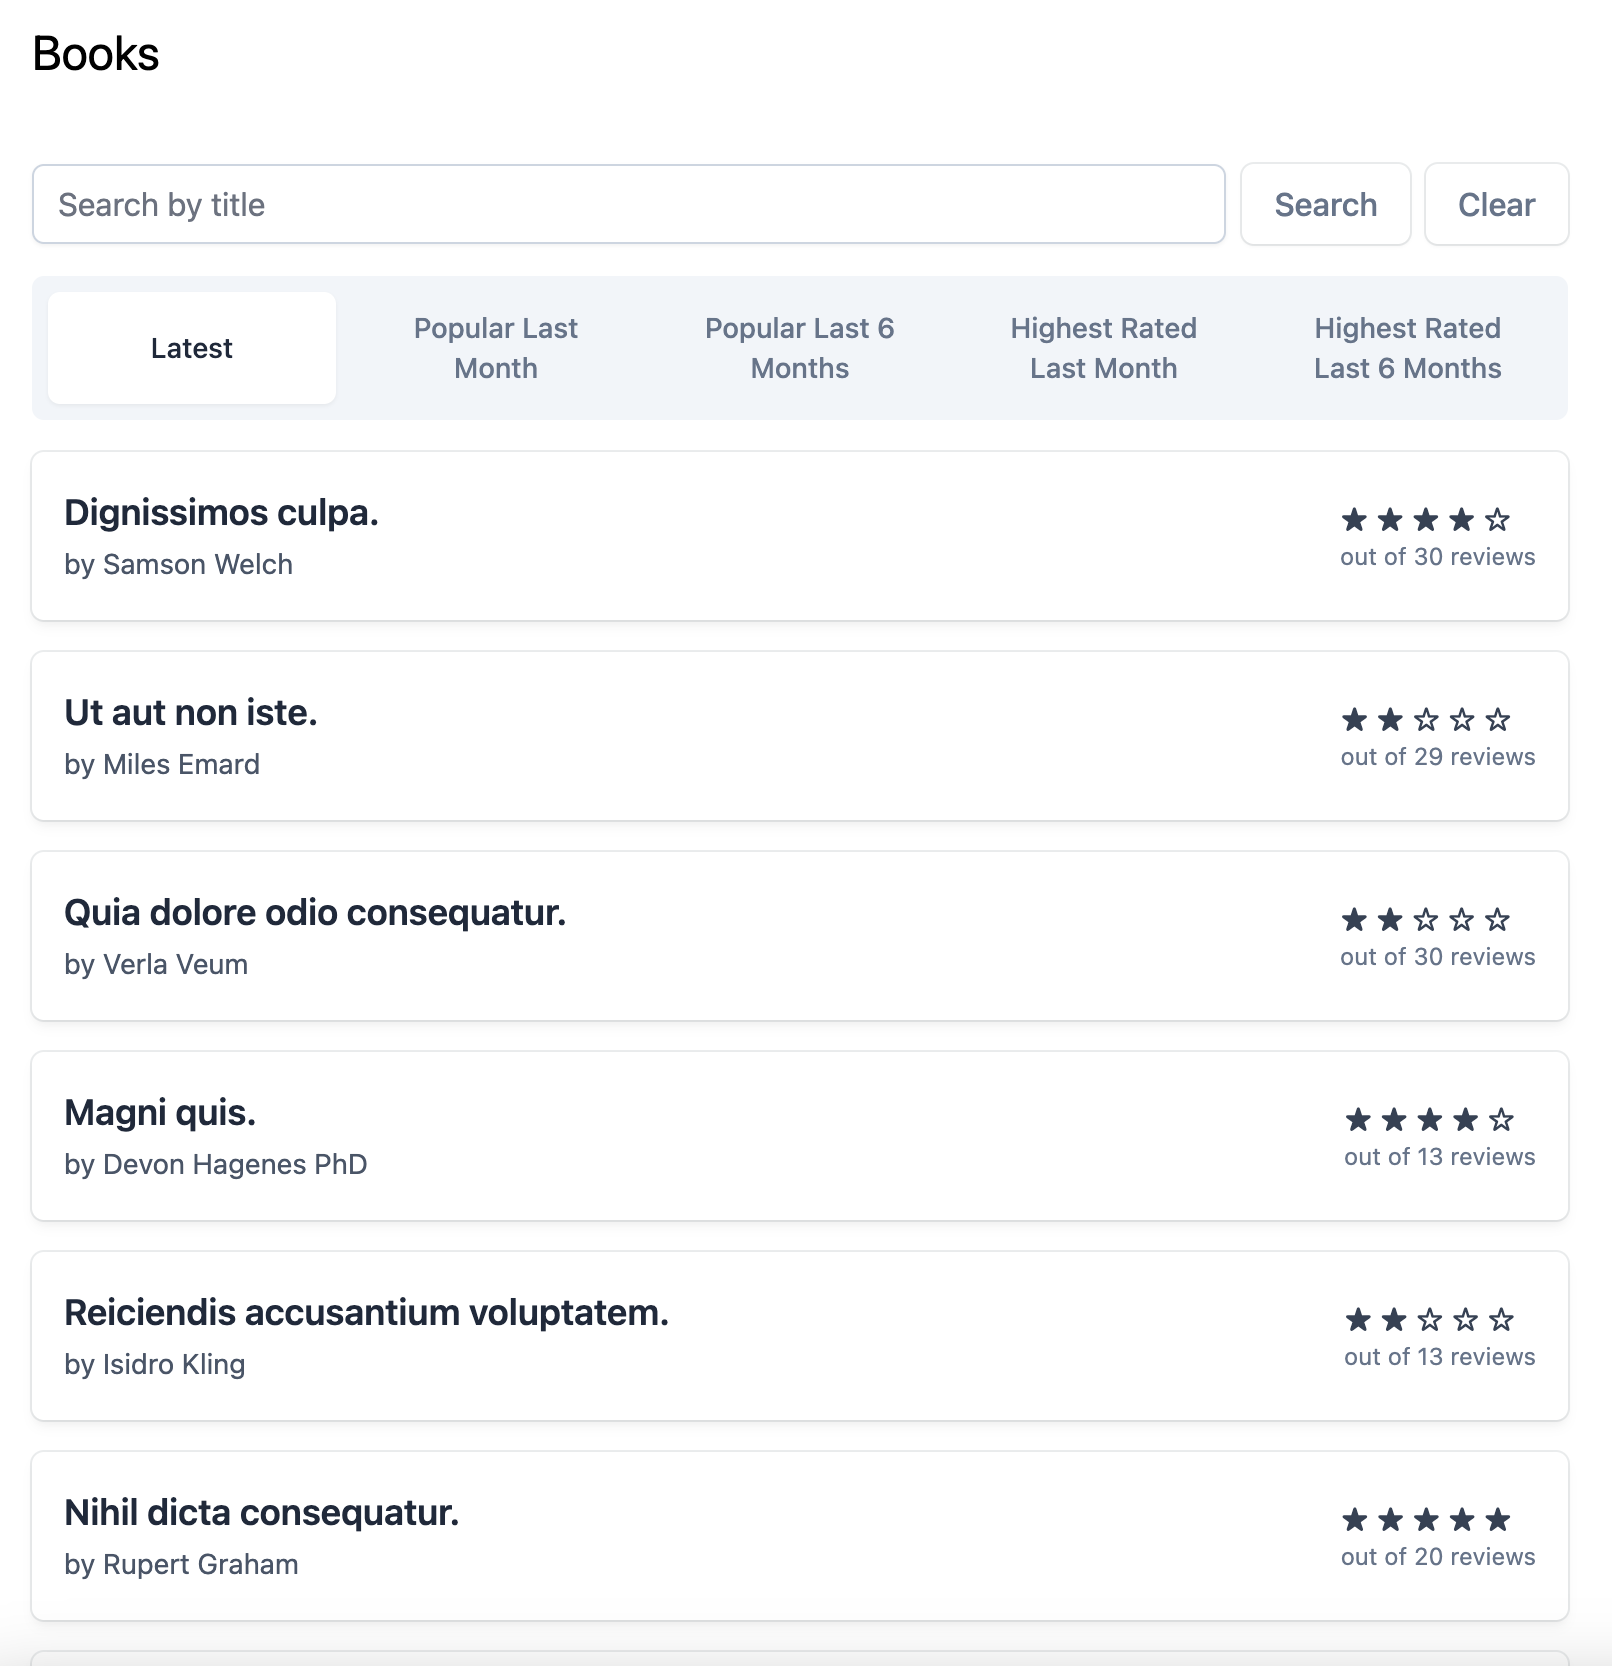 Books
Search by title
Search
Clear
Latest
Popular Last
Month
Popular Last 6
Months
Highest Rated
Last Month
Highest Rated
Last 6 Months
Dignissimos culpa.
by Samson Welch
★★★★☆
out of 30 reviews
Ut aut non iste.
by Miles Emard
★★☆☆☆
out of 29 reviews
Quia dolore odio consequatur.
by Verla Veum
★★☆☆☆
out of 30 reviews
Magni quis.
by Devon Hagenes PhD
★★★★☆
out of 13 reviews
Reiciendis accusantium voluptatem.
by Isidro Kling
★★☆☆☆
out of 13 reviews
Nihil dicta consequatur.
by Rupert Graham
★★★★★
out of 20 reviews